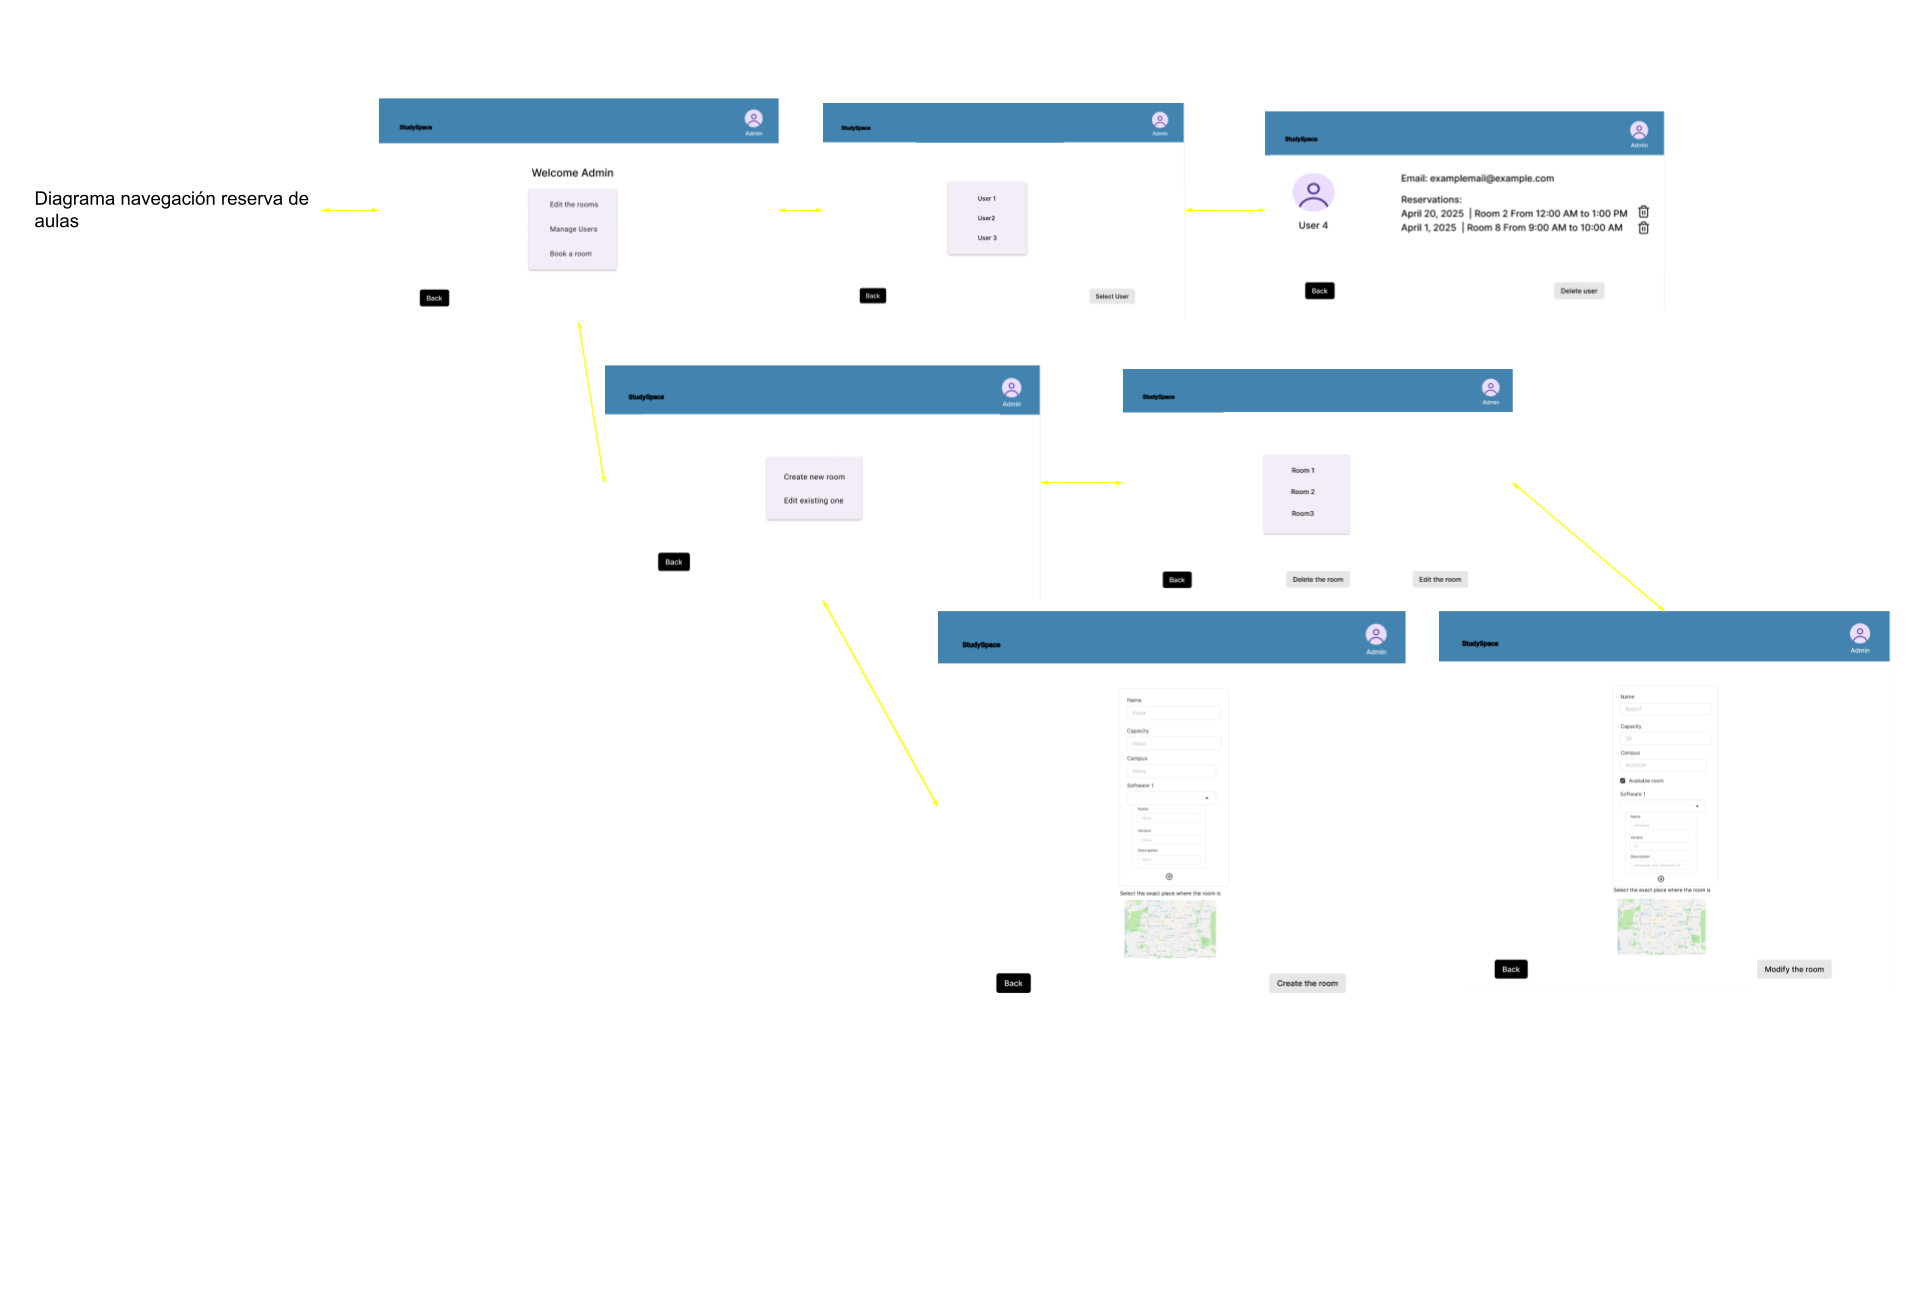 Diagrama navegación reserva de
aulas
StudySpace
Admin
Welcome Admin
Edit the rooms
Manage Users
Book a room
Back
StudySpace
Admin
User 1
User2
User 3
Back
Select User
StudySpace
Admin
User 4
Email: examplemail@example.com
Reservations:
April 20, 2025 | Room 2 From 12:00 AM to 1:00 PM
April 1, 2025 | Room 8 From 9:00 AM to 10:00 AM
Back
Delete user
StudySpace
Admin
Create new room
Edit existing one
Back
StudySpace
Admin
Room 1
Room 2
Room3
Back
Delete the room
Edit the room
StudySpace
Admin
Name
Value
Capacity
Value
Campus
Value
Software 1
Name
Value
Version
Value
Description
Value
Select the exact place where the room is
Back
Create the room
StudySpace
Admin
Name
Capacity
Campus
Available room
Software 1
Name
Version
Description
Select the exact place where the room is
Back
Modify the room